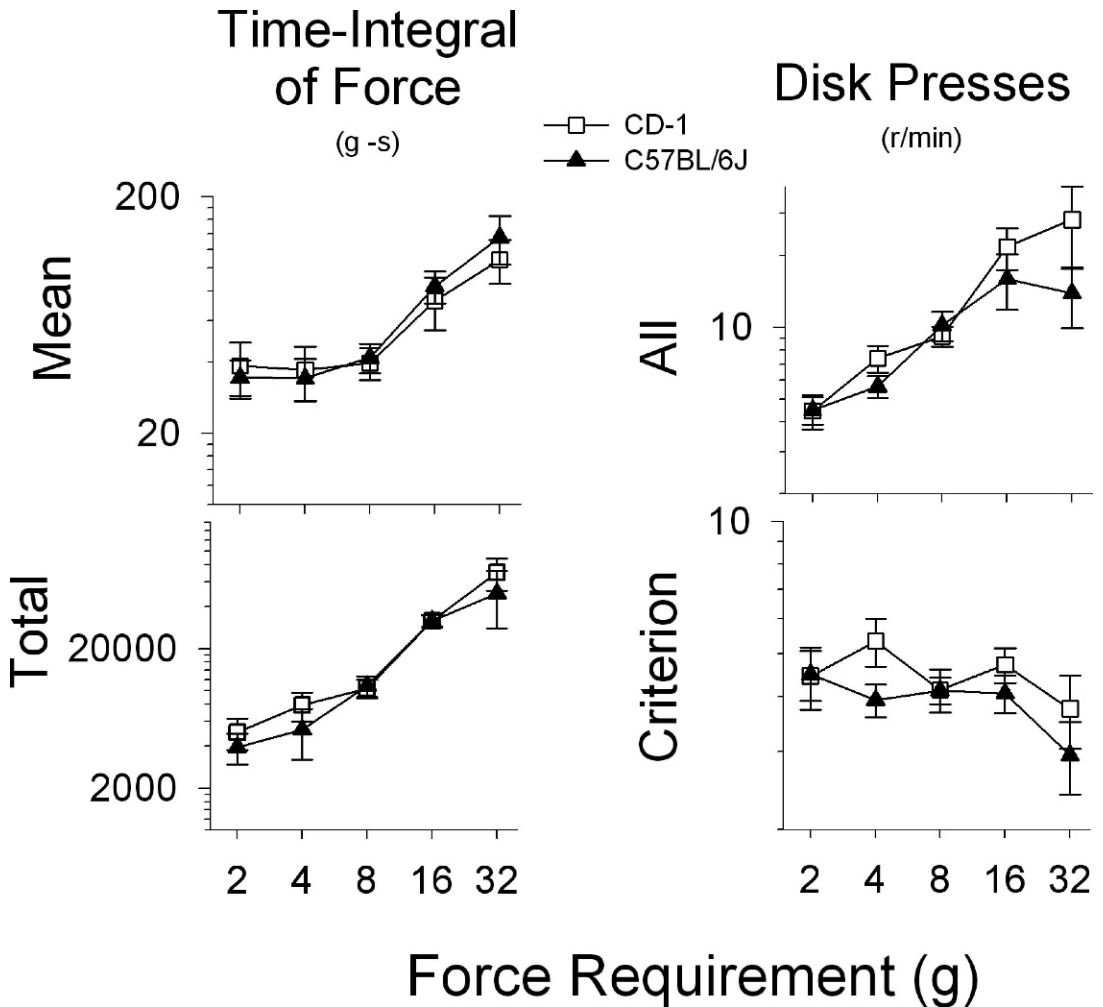 Time-Integral
of Force
(g -s)
Disk Presses
(r/min)
CD-1
C57BL/6J
Mean
200
20
All
10
Total
20000
2000
Criterion
10
2 4 8 16 32
2 4 8 16 32
Force Requirement (g)